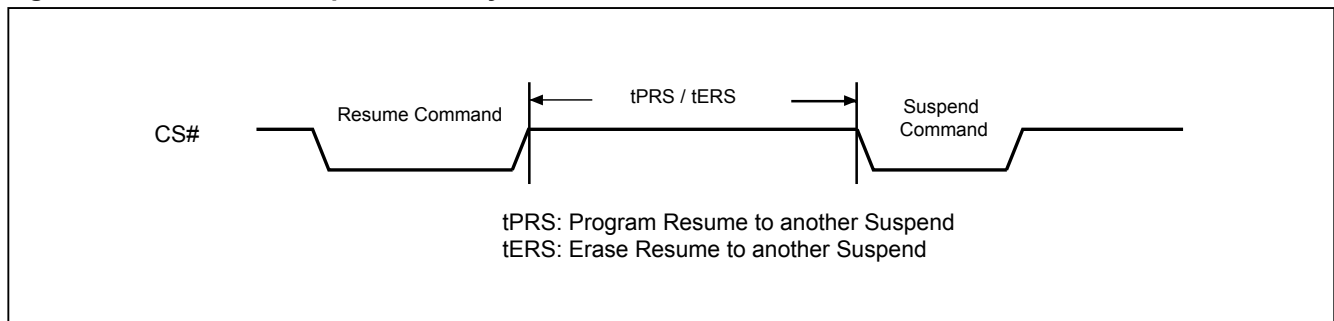 Resume Command
tPRS / tERS
Suspend
Command
CS#
tPRS: Program Resume to another Suspend
tERS: Erase Resume to another Suspend